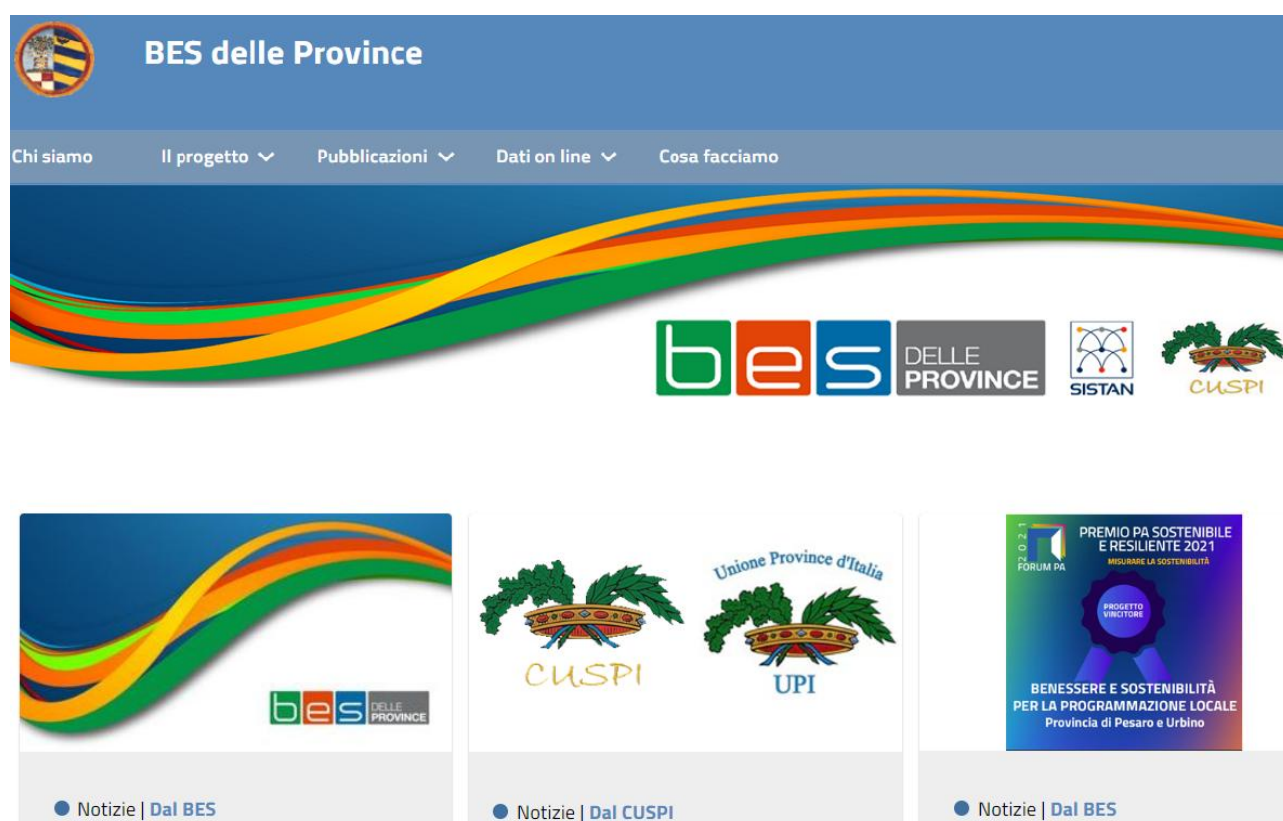 BES delle Province
Chi siamo
Il progetto
Pubblicazioni
Dati on line
Cosa facciamo
bes DELLE PROVINCE
SISTAN
CUSPI
bes DELLE PROVINCE
CUSPI
Unione Province d'Italia
UPI
2021
FORUM PA
PREMIO PA SOSTENIBILE
E RESILIENTE 2021
MISURARE LA SOSTENIBILITÀ
PROGETTO
VINCITORE
BENESSERE E SOSTENIBILITÀ
PER LA PROGRAMMAZIONE LOCALE
Provincia di Pesaro e Urbino
Notizie | Dal BES
Notizie | Dal CUSPI
Notizie | Dal BES